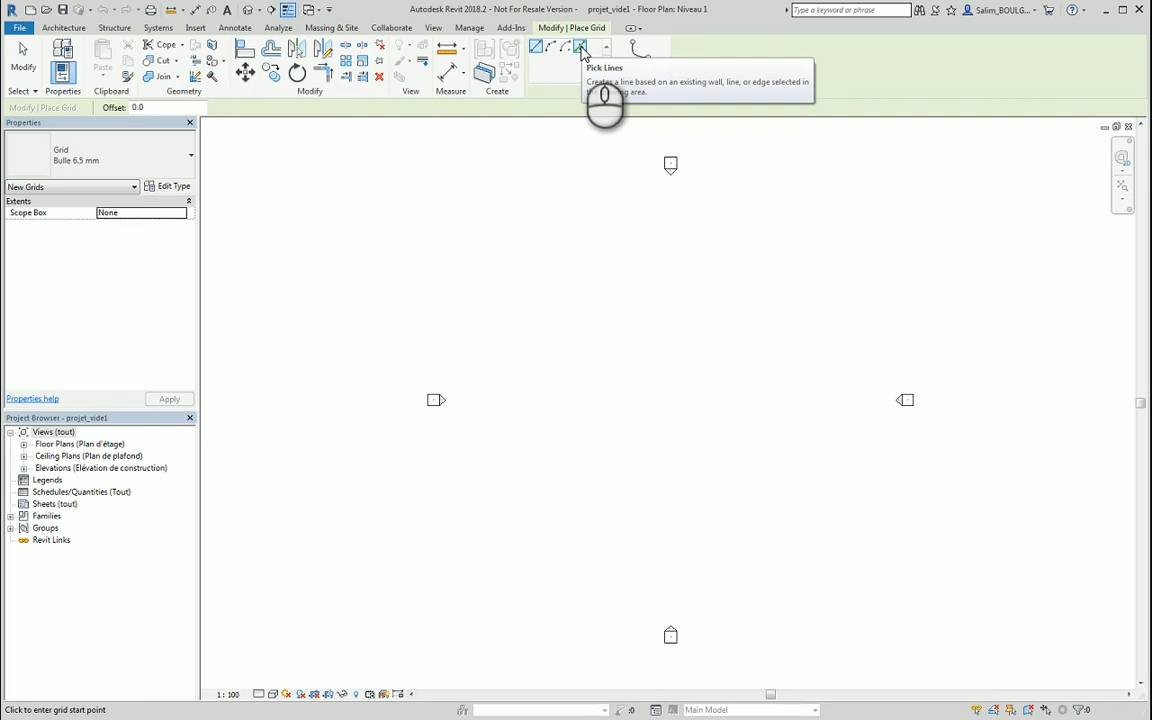 Autodesk Revit 2018.2 - Not For Resale Version - projet_vide1 - Floor Plan: Niveau 1
Type a keyword or phrase
Salim_BOULG...
File Architecture Structure Systems Insert Annotate Analyze Massing & Site Collaborate View Manage Add-Ins Modify | Place Grid
Modify
Select
Properties
Paste
Clipboard
Cope
Cut
Join
Geometry
Modify
View
Measure
Create
Pick Lines
Creates a line based on an existing wall, line, or edge selected in
area.
Modify | Place Grid
Offset: 0.0
Properties
Grid
Bulle 6.5 mm
New Grids
Edit Type
Extents
Scope Box
None
Properties help
Apply
Project Browser - projet_vide1
Views (tout)
Floor Plans (Plan d'étage)
Ceiling Plans (Plan de plafond)
Elevations (Elévation de construction)
Legends
Schedules/Quantities (Tout)
Sheets (tout)
Families
Groups
Revit Links
2D
1 : 100
Click to enter grid start point
:0
Main Model
:0